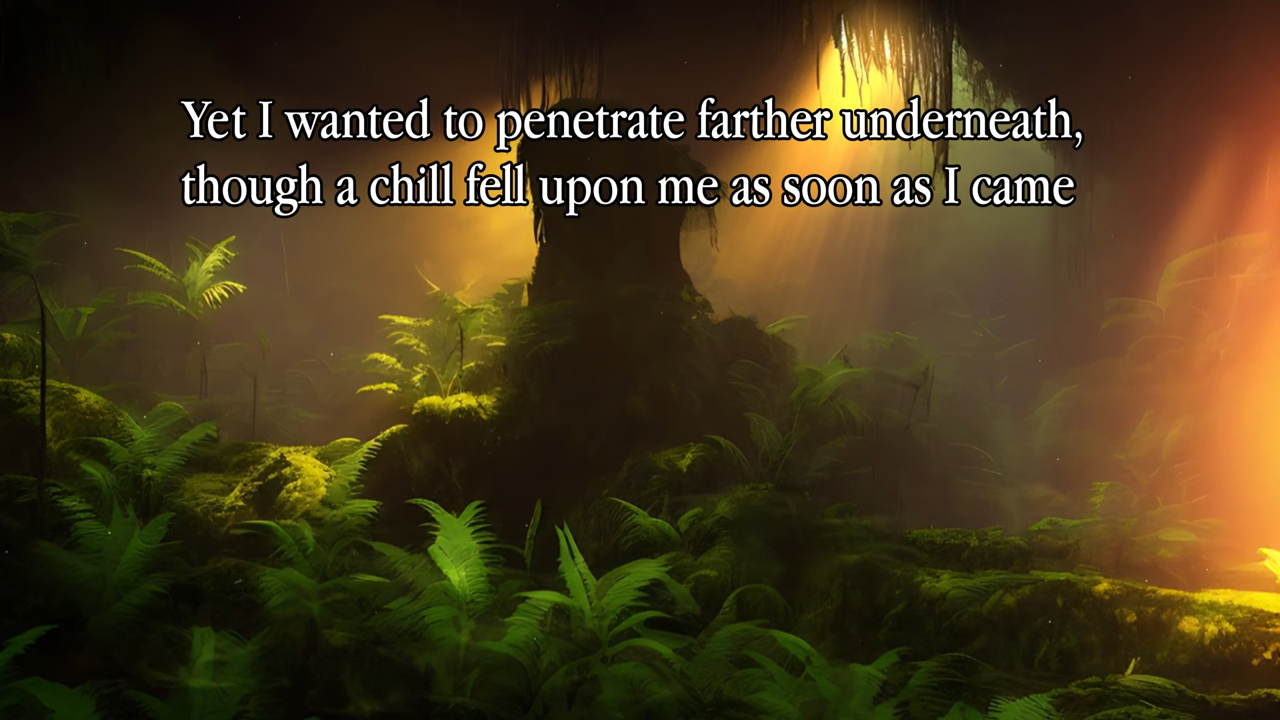 Yet I wanted to penetrate farther underneath,
though a chill fell upon me as soon as I came